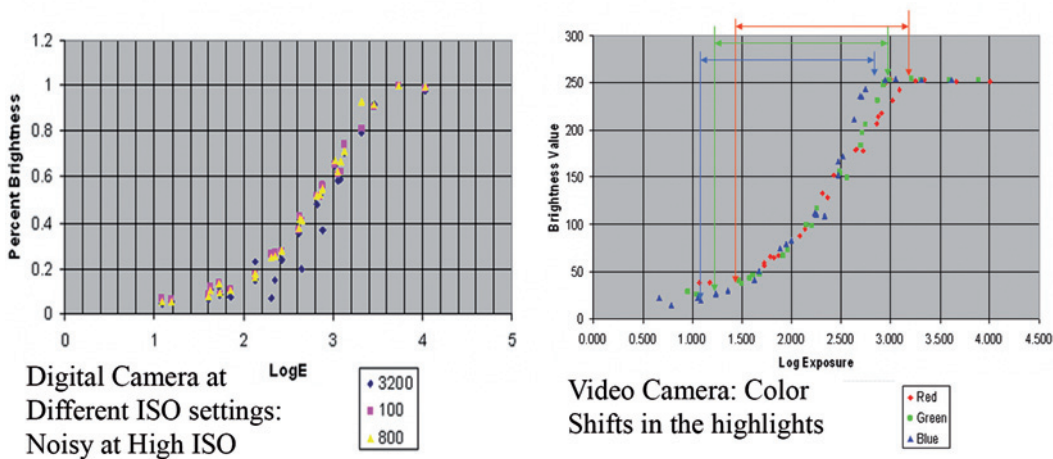 1.2
1
0.8
0.6
0.4
0.2
0
0 1 2 3 4 5
Percent Brightness
LogE
Digital Camera at
Different ISO settings:
Noisy at High ISO
3200
100
800
300
250
200
150
100
50
0
0.000 0.500 1.000 1.500 2.000 2.500 3.000 3.500 4.000 4.500
Brightness Value
Log Exposure
Video Camera: Color
Shifts in the highlights
Red
Green
Blue